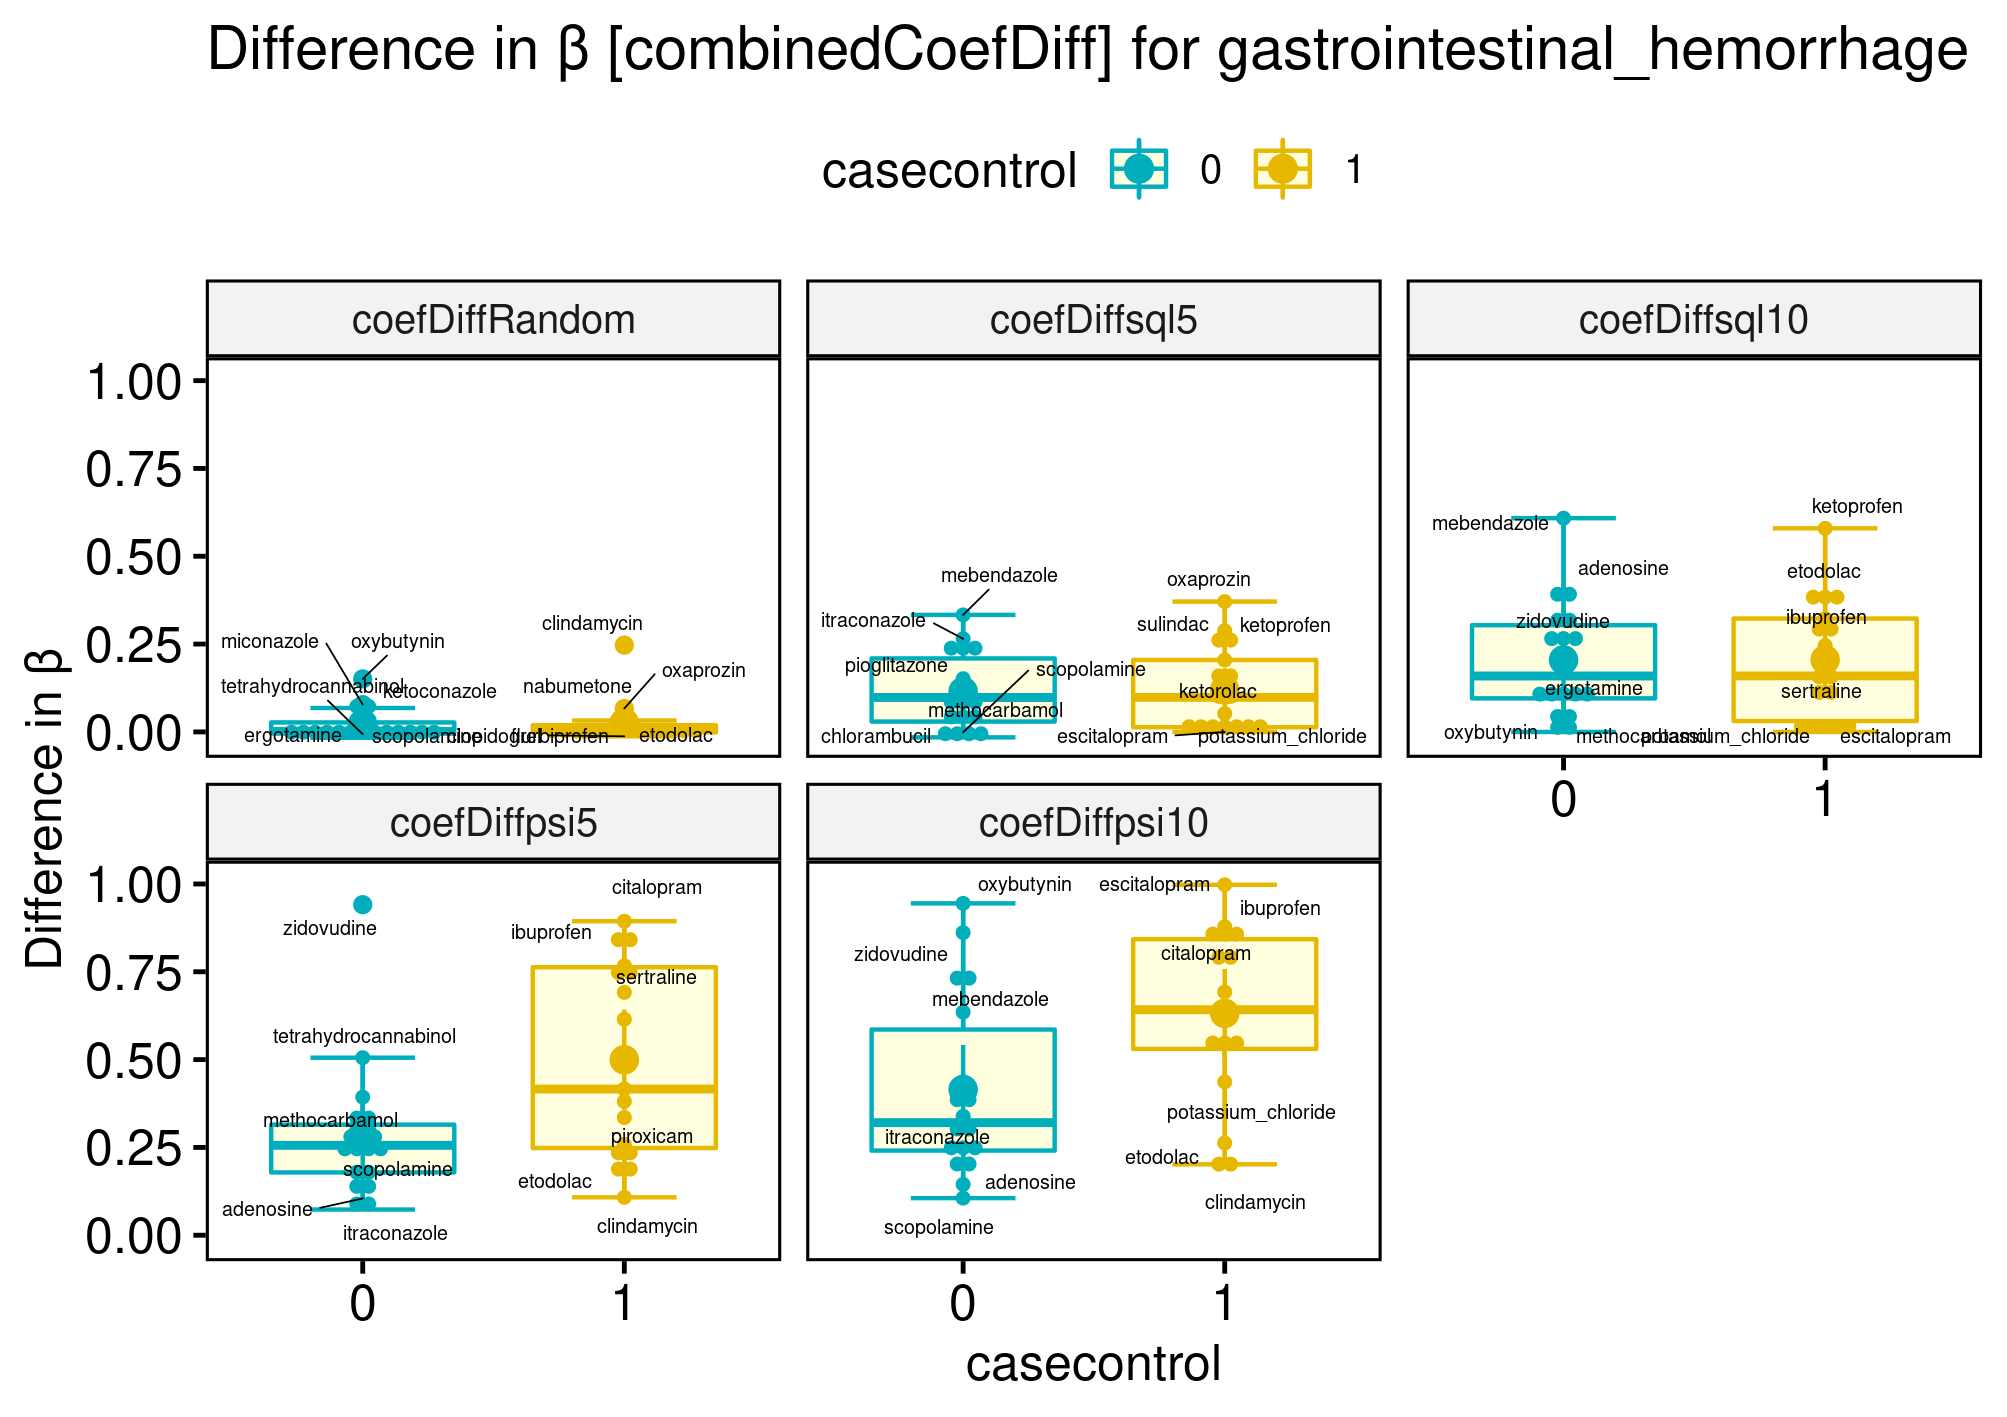 Difference in β [combinedCoefDiff] for gastrointestinal_hemorrhage
casecontrol 0 1
coefDiffRandom
coefDiffsql5
coefDiffsql10
Difference in β
1.00
0.75
0.50
0.25
0.00
clindamycin
miconazole
oxybutynin
oxaprozin
tetrahydrocannabinol
ketoconazole
nabumetone
ergotamine
scopolamine
clopidogrel
flurbiprofen
etodolac
mebendazole
oxaprozin
itraconazole
sulindac
ketoprofen
pioglitazone
scopolamine
ketorolac
methocarbamol
chlorambucil
escitalopram
potassium_chloride
ketoprofen
mebendazole
adenosine
etodolac
zidovudine
ibuprofen
ergotamine
sertraline
oxybutynin
methocarbamol
potassium_chloride
escitalopram
0
1
coefDiffpsi5
coefDiffpsi10
1.00
0.75
0.50
0.25
0.00
citalopram
zidovudine
ibuprofen
sertraline
tetrahydrocannabinol
methocarbamol
piroxicam
scopolamine
etodolac
adenosine
itraconazole
clindamycin
0
1
oxybutynin
escitalopram
ibuprofen
zidovudine
citalopram
mebendazole
potassium_chloride
itraconazole
etodolac
adenosine
clindamycin
scopolamine
0
1
casecontrol